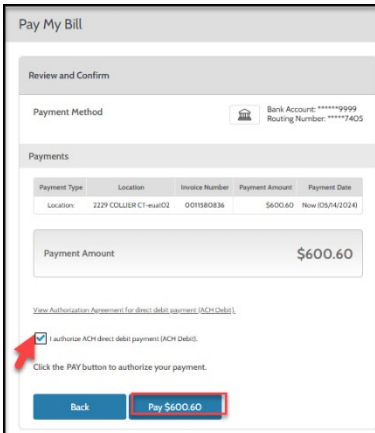 Pay My Bill
Review and Confirm
Payment Method
Bank Account: ******9999
Routing Number: *****7405
Payments
Payment Type Location Invoice Number Payment Amount Payment Date
Location: 2229 COLLIER CT-euat02 0011580836 $600.60 Now (05/14/2024)
Payment Amount $600.60
View Authorization Agreement for direct debit payment (ACH Debit).
I authorize ACH direct debit payment (ACH Debit).
Click the PAY button to authorize your payment.
Back Pay $600.60